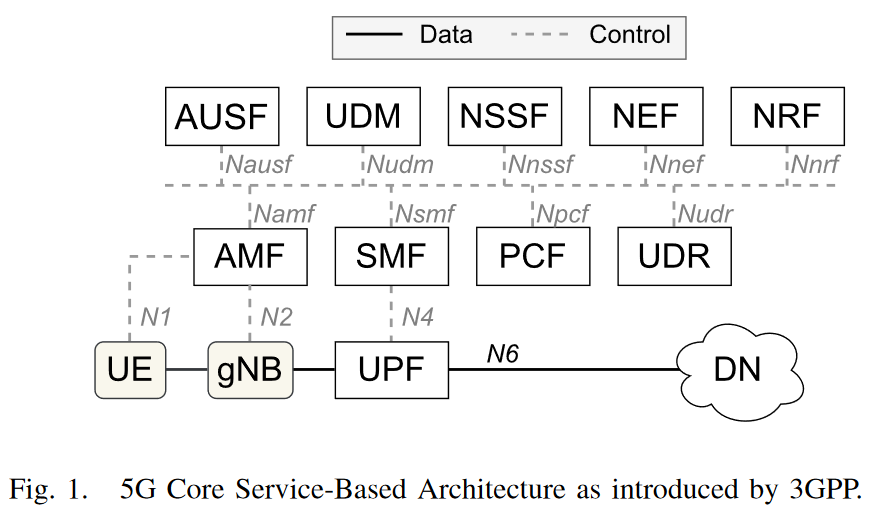 Data Control
AUSF UDM NSSF NEF NRF
Nausf Nudm Nnssf Nnef Nnrf
Namf Nsmf Npcf Nudr
AMF SMF PCF UDR
N1 N2 N4
N6
UE gNB UPF DN
Fig. 1. 5G Core Service-Based Architecture as introduced by 3GPP.